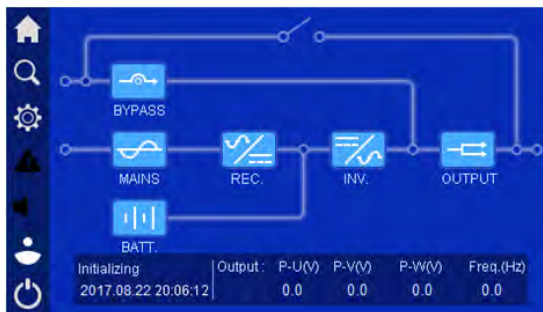 BYPASS
MAINS
REC.
INV.
OUTPUT
BATT.
Initializing
2017.08.22 20:06:12
Output : P-U(V) P-V(V) P-W(V) Freq.(Hz)
0.0 0.0 0.0 0.0